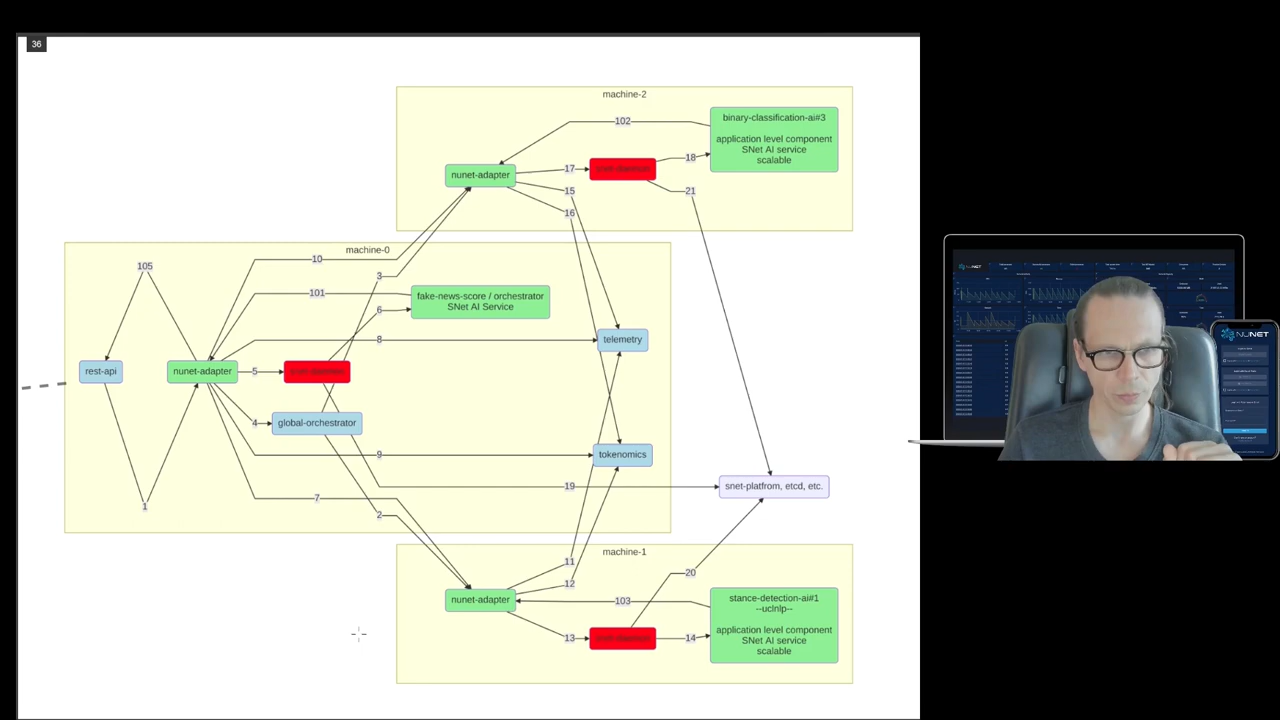 36
machine-2
102
binary-classification-ai#3
application level component
SNet AI service
scalable
nunet-adapter
17
18
15
21
16
machine-0
105
10
3
101
fake-news-score / orchestrator
SNet AI Service
6
8
telemetry
rest-api
nunet-adapter
5
4
global-orchestrator
9
tokenomics
19
snet-platfrom, etcd, etc.
7
1
2
machine-1
11
20
12
nunet-adapter
103
stance-detection-ai#1
--uclnlp--
application level component
SNet AI service
scalable
13
14
NUNET
NUNET